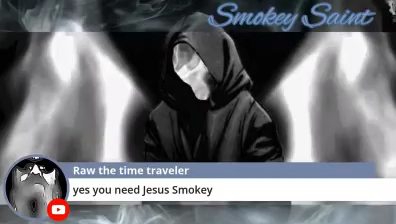 Smokey Saint
Raw the time traveler
yes you need Jesus Smokey